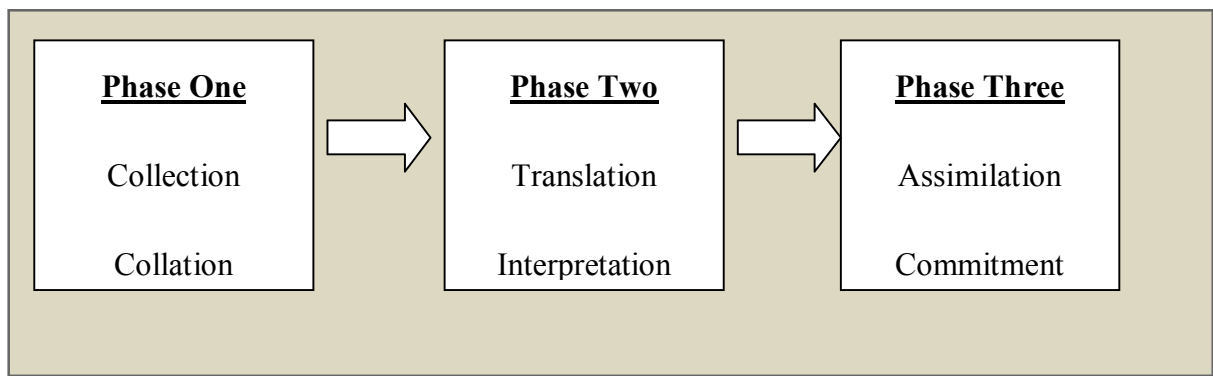 Phase One
Collection
Collation
Phase Two
Translation
Interpretation
Phase Three
Assimilation
Commitment